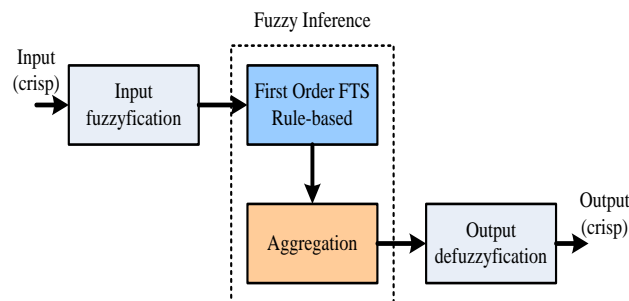 Fuzzy Inference
Input
(crisp)
Input
fuzzyfication
First Order FTS
Rule-based
Aggregation
Output
defuzzyfication
Output
(crisp)